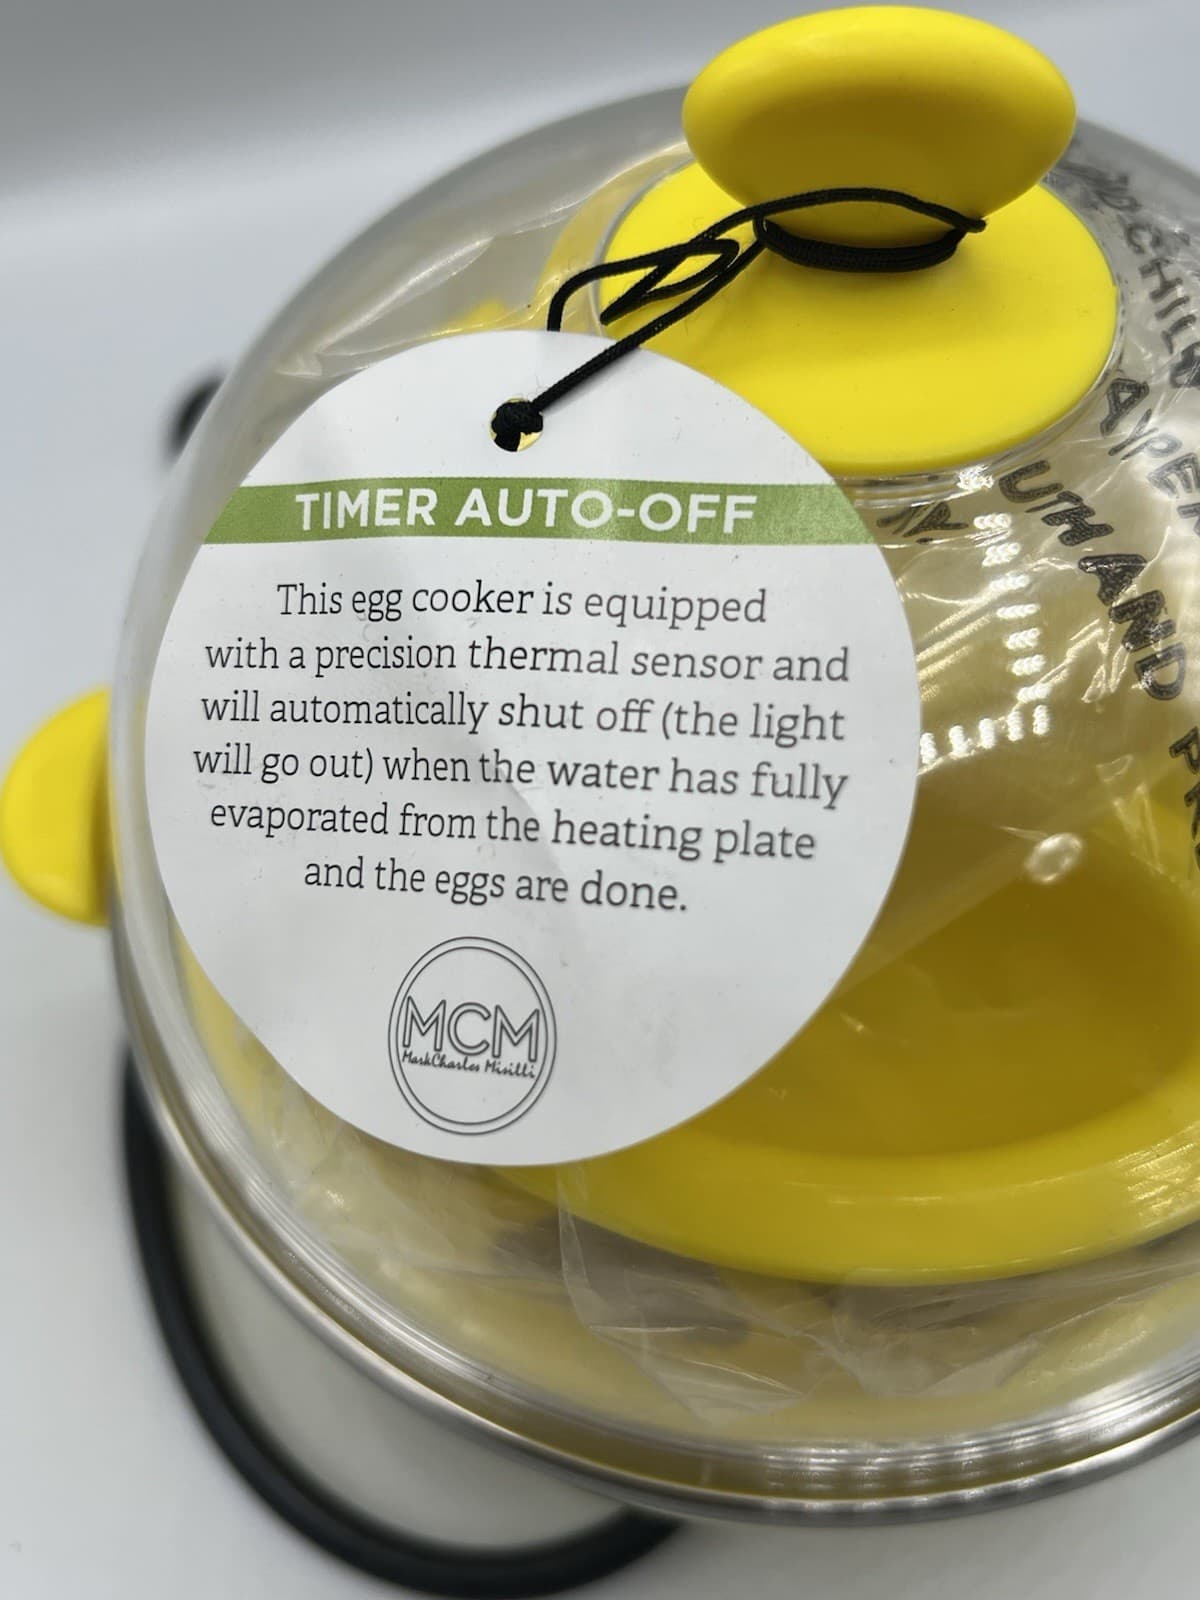 TIMER AUTO-OFF
This egg cooker is equipped
with a precision thermal sensor and
will automatically shut off (the light
will go out) when the water has fully
evaporated from the heating plate
and the eggs are done.
MCM
MarkCharles Misilli
CHILD
AND